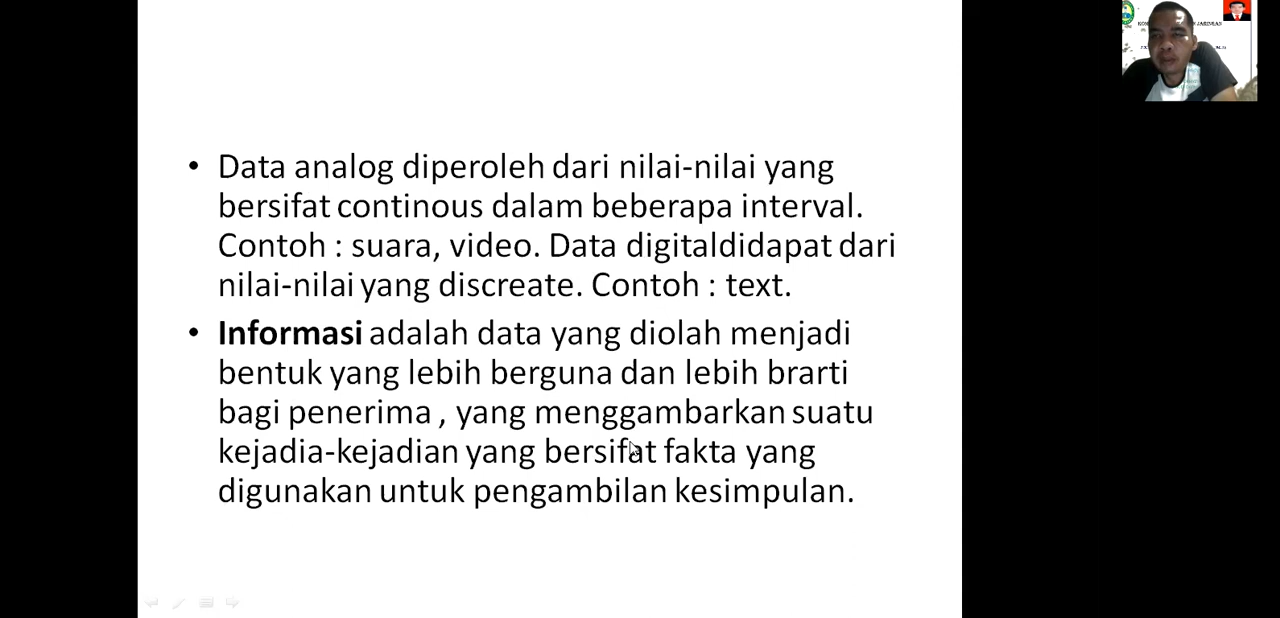 • Data analog diperoleh dari nilai-nilai yang
bersifat continous dalam beberapa interval.
Contoh : suara, video. Data digitaldidapat dari
nilai-nilai yang discreate. Contoh : text.
• Informasi adalah data yang diolah menjadi
bentuk yang lebih berguna dan lebih brarti
bagi penerima , yang menggambarkan suatu
kejadia-kejadian yang bersifat fakta yang
digunakan untuk pengambilan kesimpulan.